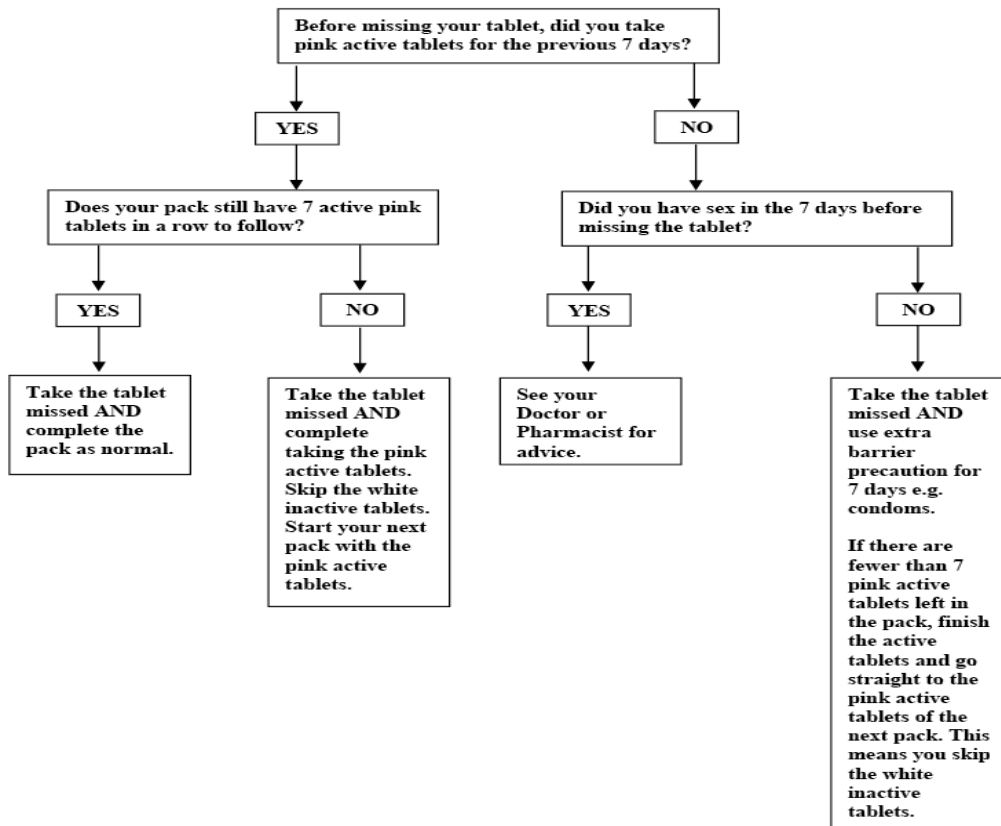 Before missing your tablet, did you take
pink active tablets for the previous 7 days?
YES
NO
Does your pack still have 7 active pink
tablets in a row to follow?
Did you have sex in the 7 days before
missing the tablet?
YES
NO
YES
NO
Take the tablet
missed AND
complete the
pack as normal.
Take the tablet
missed AND
complete
taking the pink
active tablets.
Skip the white
inactive tablets.
Start your next
pack with the
pink active
tablets.
See your
Doctor or
Pharmacist for
advice.
Take the tablet
missed AND
use extra
barrier
precaution for
7 days e.g.
condoms.
If there are
fewer than 7
pink active
tablets left in
the pack, finish
the active
tablets and go
straight to the
pink active
tablets of the
next pack. This
means you skip
the white
inactive
tablets.